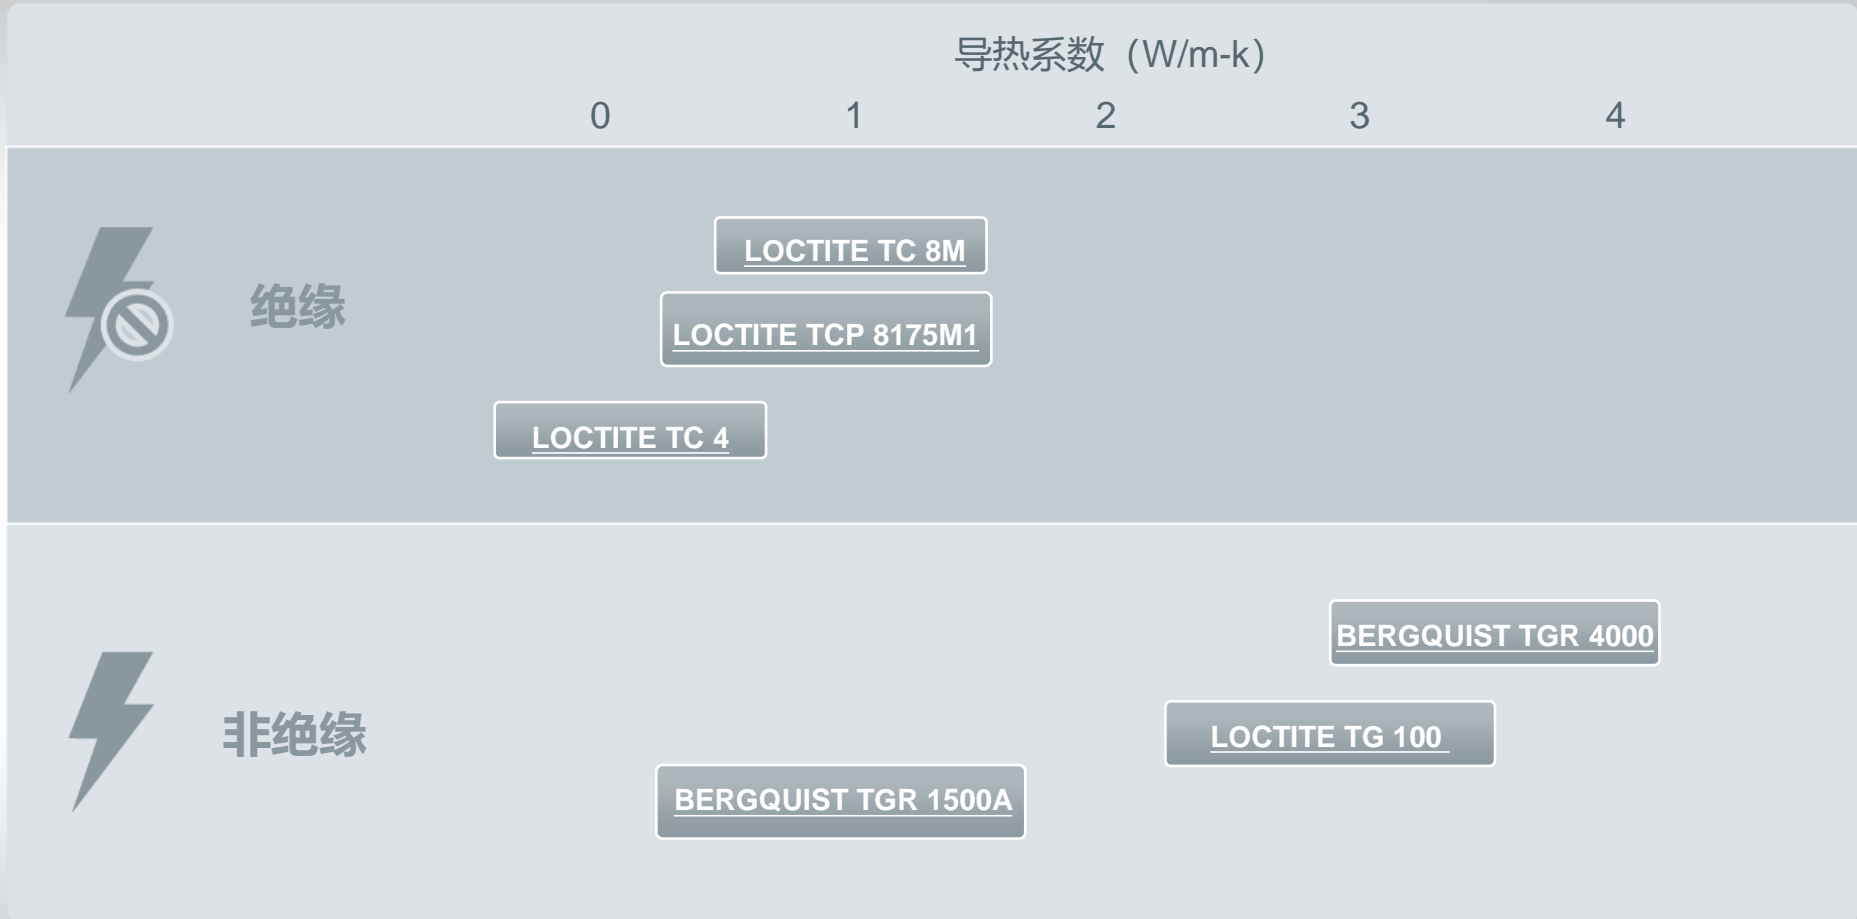 导热系数（W/m-k）
0 1 2 3 4
LOCTITE TC 8M
绝缘
LOCTITE TCP 8175M1
LOCTITE TC 4
BERGQUIST TGR 4000
非绝缘
LOCTITE TG 100
BERGQUIST TGR 1500A